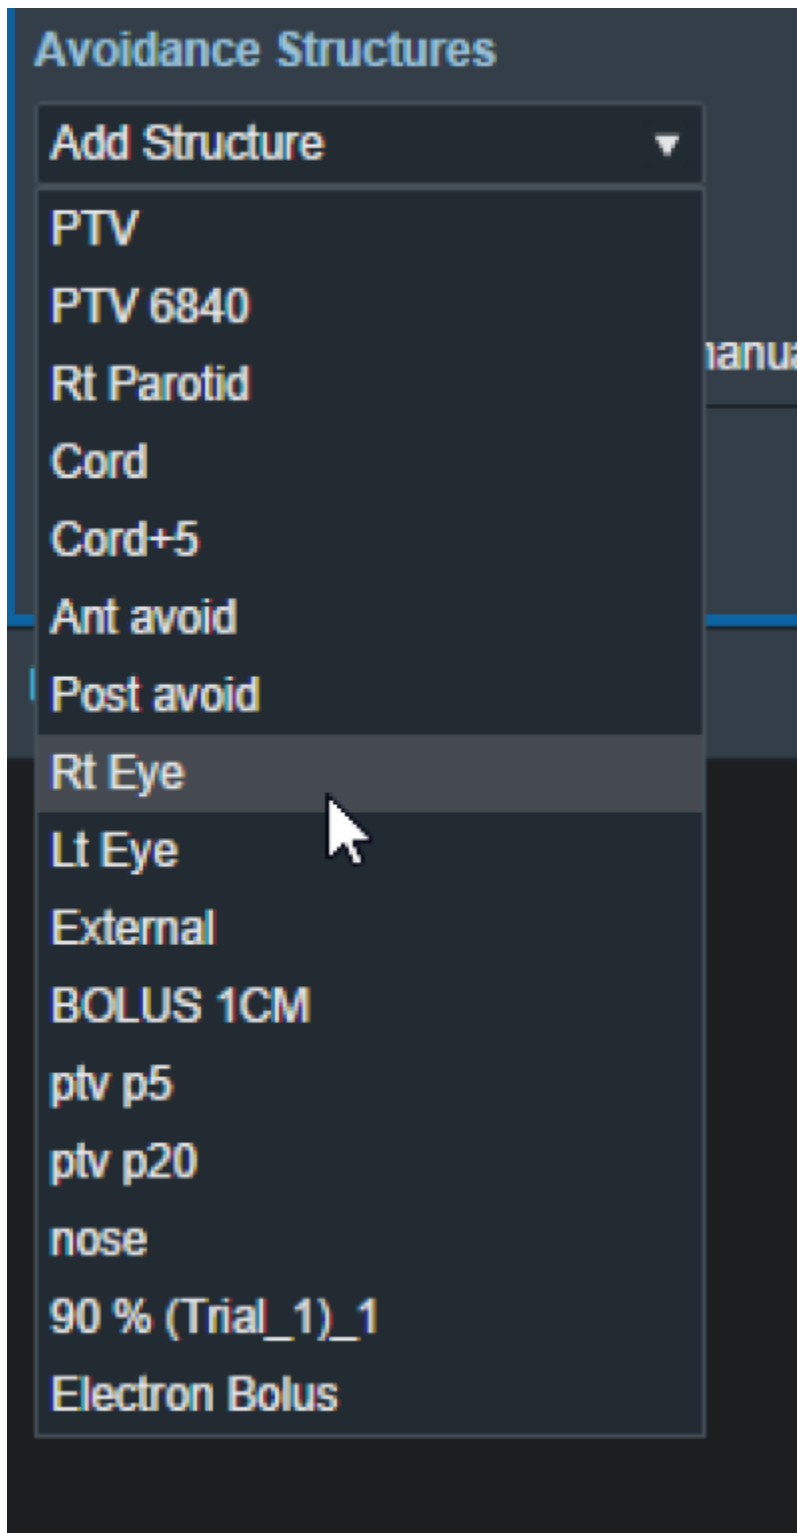 Avoidance Structures
Add Structure
PTV
PTV 6840
Rt Parotid
Cord
Cord+5
Ant avoid
Post avoid
Rt Eye
Lt Eye
External
BOLUS 1CM
ptv p5
ptv p20
nose
90 % (Trial_1)_1
Electron Bolus